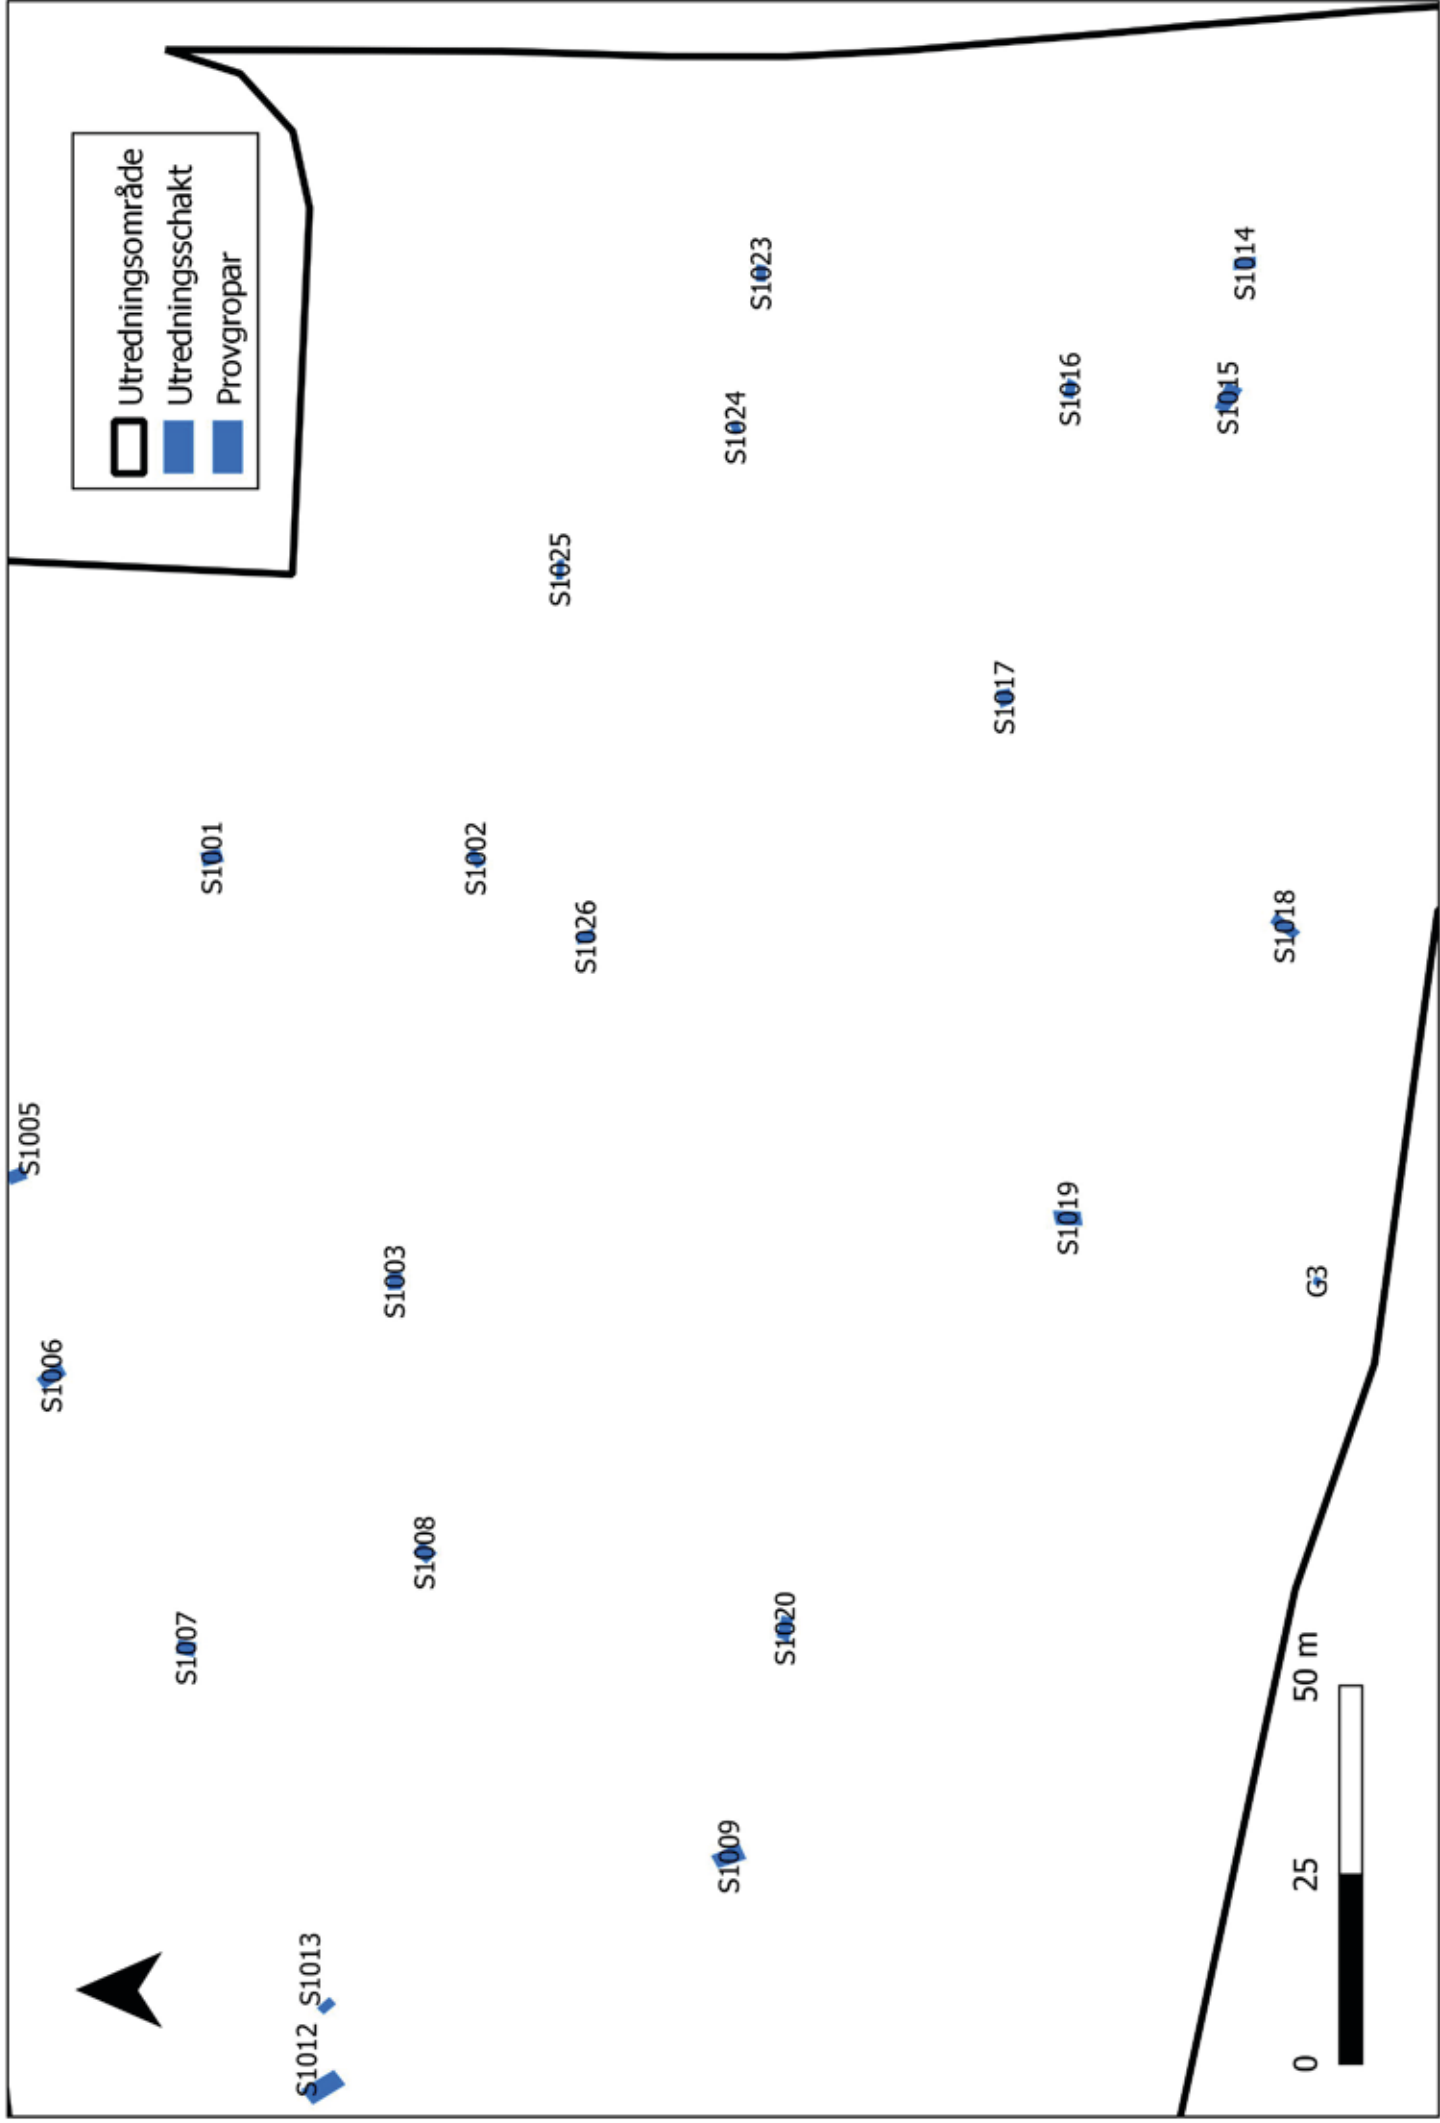 Utredningsområde
Utredningsschakt
Provgropar
S1005
S1006
S1007
S1001
S1012
S1013
S1003
S1008
S1002
S1025
S1026
S1009
S1024
S1023
S1020
S1017
S1019
S1016
S1015
S1014
S1018
G3
0 25 50 m